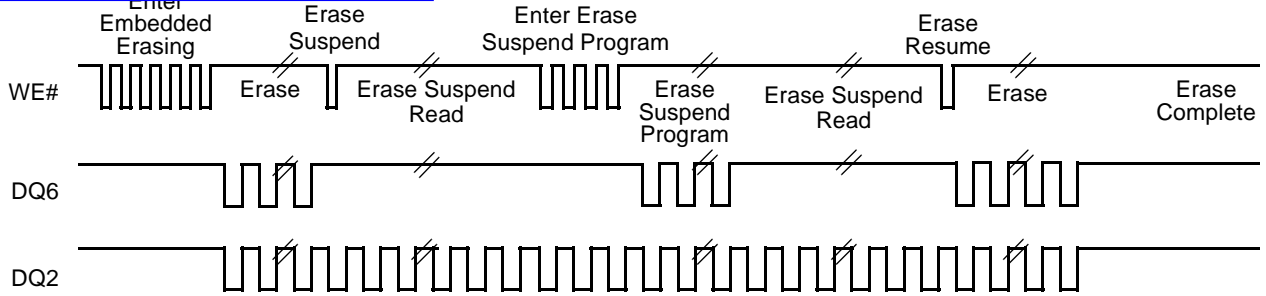 Enter
Embedded
Erasing
Erase
Suspend
Enter Erase
Suspend Program
Erase
Resume
WE#
Erase
Erase Suspend
Read
Erase
Suspend
Program
Erase Suspend
Read
Erase
Erase
Complete
DQ6
DQ2